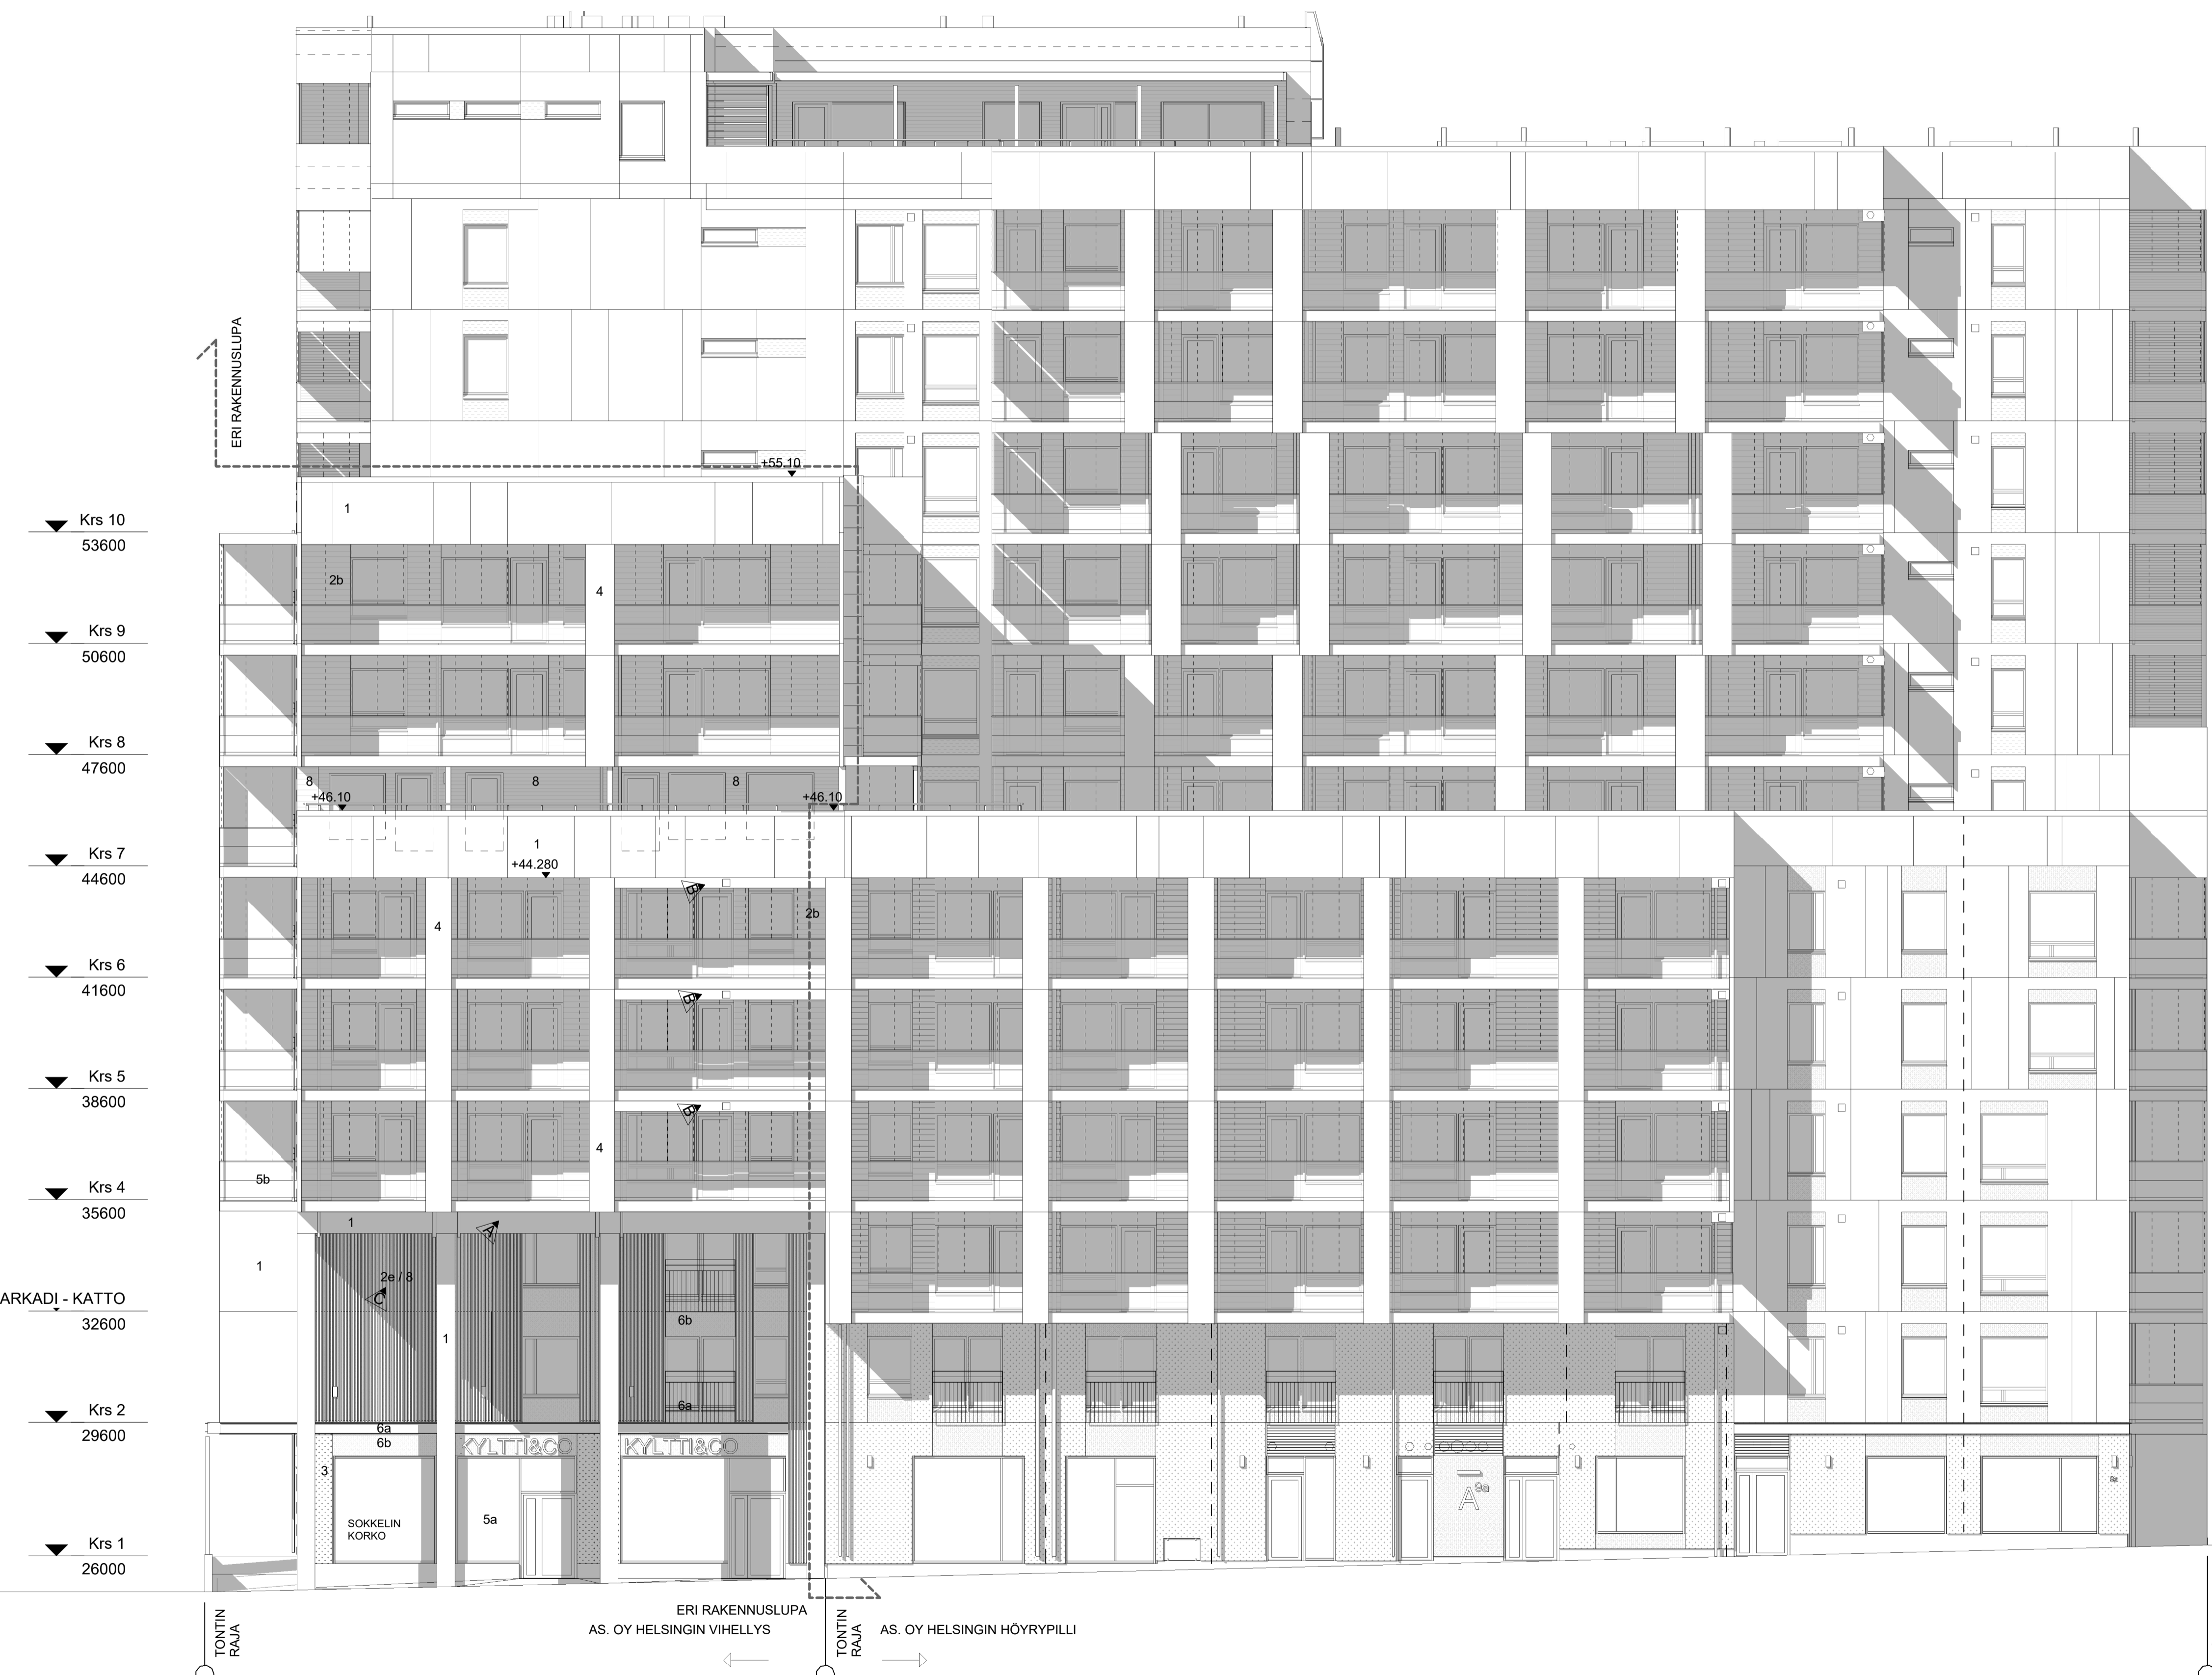 ERI RAKENNUSLUPA
+55.10
1
Krs 10
53600
2b
4
Krs 9
50600
Krs 8
47600
8
8
8
+46.10
+46.10
1
+44.280
Krs 7
44600
B
2b
4
Krs 6
41600
B
Krs 5
38600
B
4
5b
Krs 4
35600
1
A
1
2e / 8
C
ARKADI - KATTO
32600
6b
1
6a
Krs 2
29600
6a
6b
KYLTTI&CO
KYLTTI&CO
3
9a
A
9a
5a
SOKKELIN
KORKO
Krs 1
26000
ERI RAKENNUSLUPA
TONTIN
RAJA
AS. OY HELSINGIN VIHELLYS
TONTIN
RAJA
AS. OY HELSINGIN HÖYRYPILLI